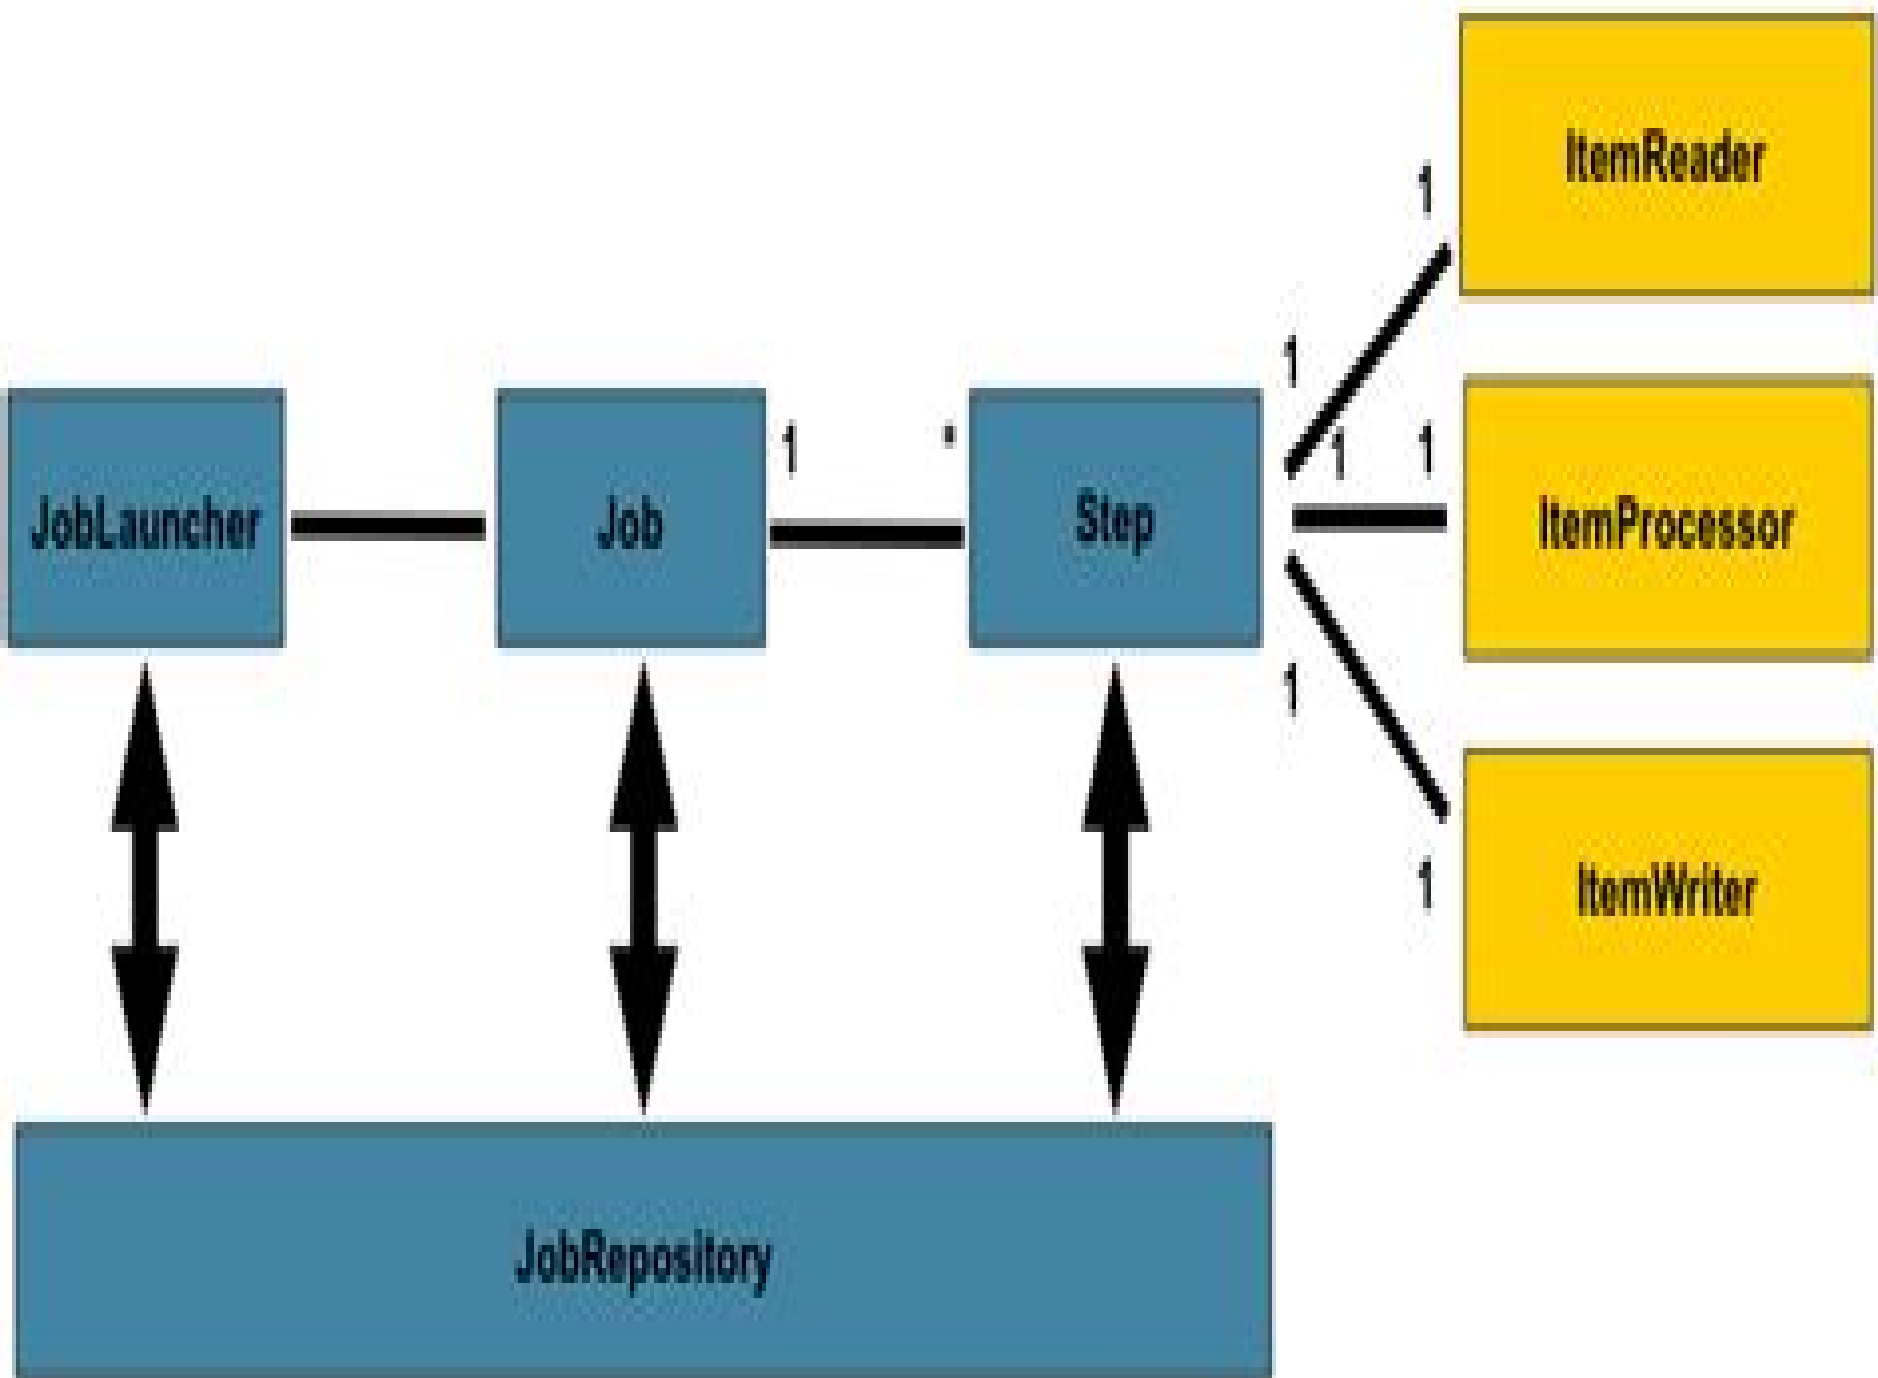 ItemReader
1
1
JobLauncher
Job
1
*
Step
1
1
ItemProcessor
1
1
ItemWriter
JobRepository